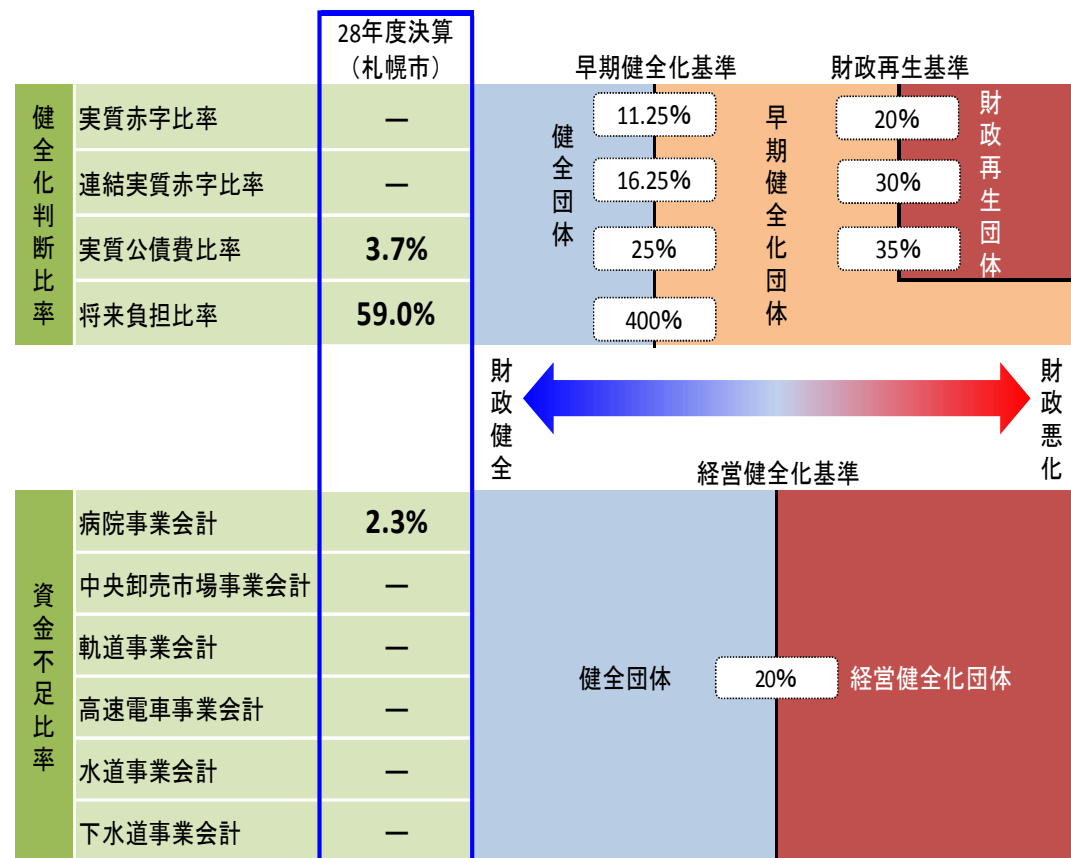 28年度決算
（札幌市）
早期健全化基準
財政再生基準
健全化判断比率
実質赤字比率
―
連結実質赤字比率
―
実質公債費比率
3.7%
将来負担比率
59.0%
健全団体
11.25%
16.25%
25%
400%
早期健全化団体
20%
30%
35%
財政再生団体
財政健全
財政悪化
経営健全化基準
資金不足比率
病院事業会計
2.3%
中央卸売市場事業会計
―
軌道事業会計
―
高速電車事業会計
―
水道事業会計
―
下水道事業会計
―
健全団体
20%
経営健全化団体